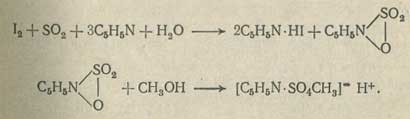 I₂ + SO₂ + 3C₅H₅N + H₂O ⟶ 2C₅H₅N·HI + C₅H₅N SO₂ O
C₅H₅N SO₂ O + CH₃OH ⟶ [C₅H₅N·SO₄CH₃]⁻ H⁺.